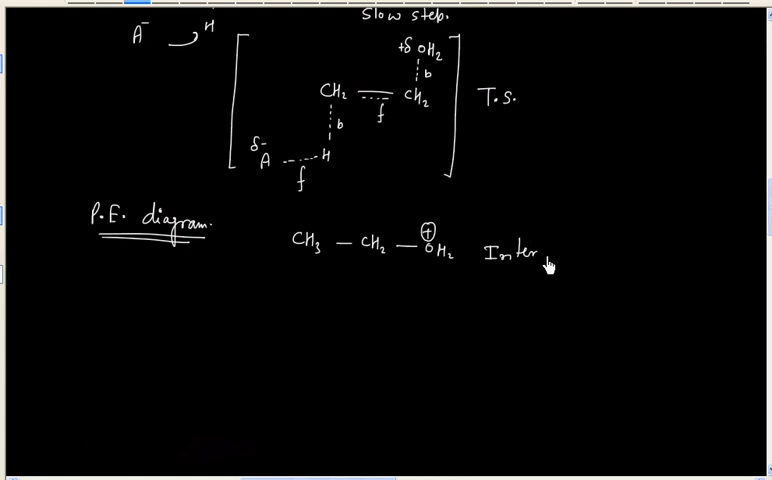 Slow step.
A⁻ H
+δ OH₂
b
CH₂ CH₂ T.S.
f
b
δ⁻
A H
f
P.E. diagram.
CH₃ — CH₂ — ⊕OH₂ Inter